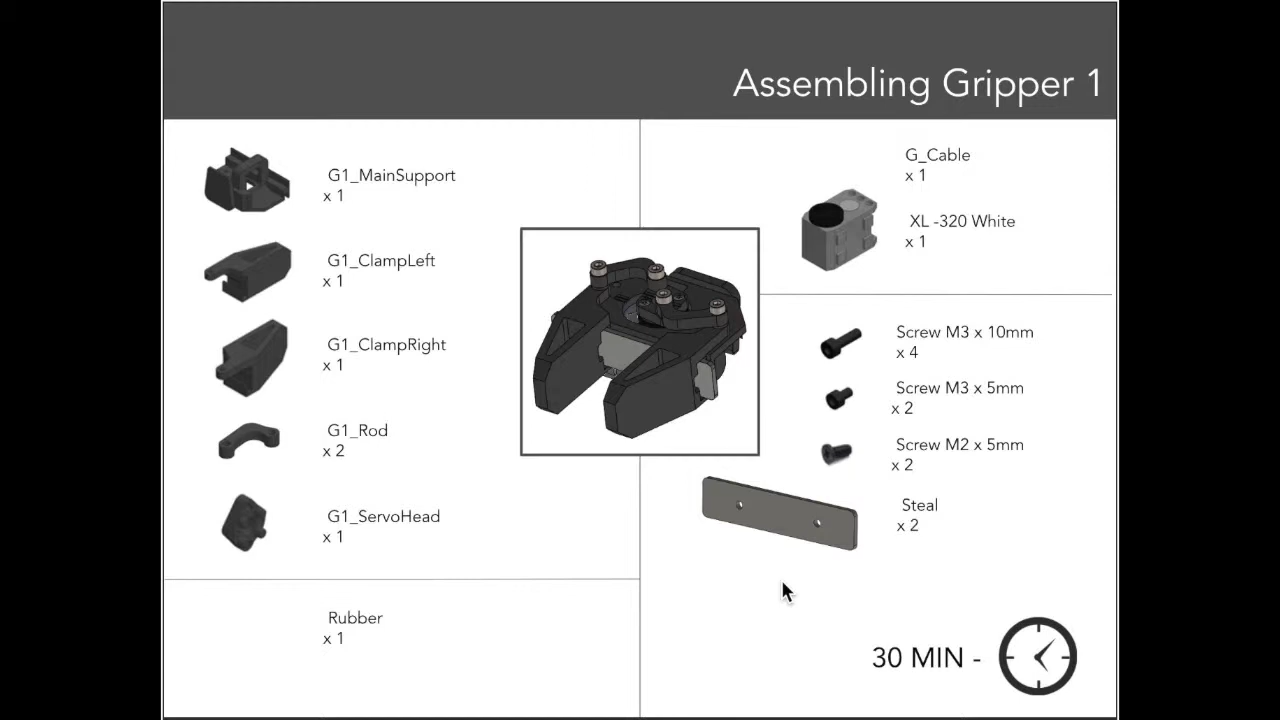 Assembling Gripper 1
G1_MainSupport
x 1
G1_ClampLeft
x 1
G1_ClampRight
x 1
G1_Rod
x 2
G1_ServoHead
x 1
Rubber
x 1
G_Cable
x 1
XL -320 White
x 1
Screw M3 x 10mm
x 4
Screw M3 x 5mm
x 2
Screw M2 x 5mm
x 2
Steal
x 2
30 MIN -